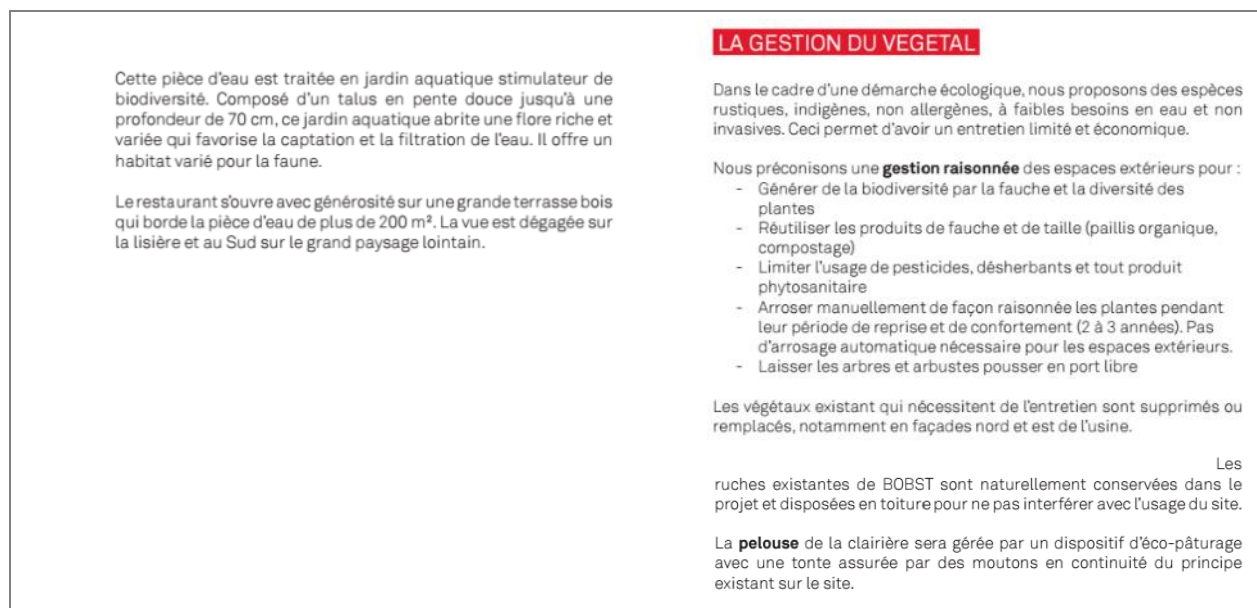 Cette pièce d'eau est traitée en jardin aquatique stimulateur de
biodiversité. Composé d'un talus en pente douce jusqu'à une
profondeur de 70 cm, ce jardin aquatique abrite une flore riche et
variée qui favorise la captation et la filtration de l'eau. Il offre un
habitat varié pour la faune.
Le restaurant s'ouvre avec générosité sur une grande terrasse bois
qui borde la pièce d'eau de plus de 200 m². La vue est dégagée sur
la lisière et au Sud sur le grand paysage lointain.
LA GESTION DU VEGETAL
Dans le cadre d'une démarche écologique, nous proposons des espèces
rustiques, indigènes, non allergènes, à faibles besoins en eau et non
invasives. Ceci permet d'avoir un entretien limité et économique.
Nous préconisons une gestion raisonnée des espaces extérieurs pour :
- Générer de la biodiversité par la fauche et la diversité des
plantes
- Réutiliser les produits de fauche et de taille (paillis organique,
compostage)
- Limiter l'usage de pesticides, désherbants et tout produit
phytosanitaire
- Arroser manuellement de façon raisonnée les plantes pendant
leur période de reprise et de confortement (2 à 3 années). Pas
d'arrosage automatique nécessaire pour les espaces extérieurs.
- Laisser les arbres et arbustes pousser en port libre
Les végétaux existant qui nécessitent de l'entretien sont supprimés ou
remplacés, notamment en façades nord et est de l'usine.
Les
ruches existantes de BOBST sont naturellement conservées dans le
projet et disposées en toiture pour ne pas interférer avec l'usage du site.
La pelouse de la clairière sera gérée par un dispositif d'éco-pâturage
avec une tonte assurée par des moutons en continuité du principe
existant sur le site.